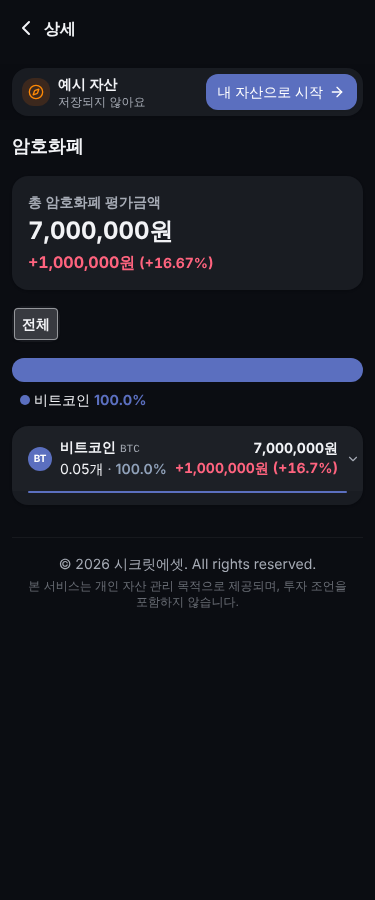 상세
예시 자산
저장되지 않아요
내 자산으로 시작
암호화폐
총 암호화폐 평가금액
7,000,000원
+1,000,000원 (+16.67%)
전체
비트코인 100.0%
BT
비트코인 BTC
7,000,000원
0.05개 · 100.0%
+1,000,000원 (+16.7%)
© 2026 시크릿에셋. All rights reserved.
본 서비스는 개인 자산 관리 목적으로 제공되며, 투자 조언을
포함하지 않습니다.